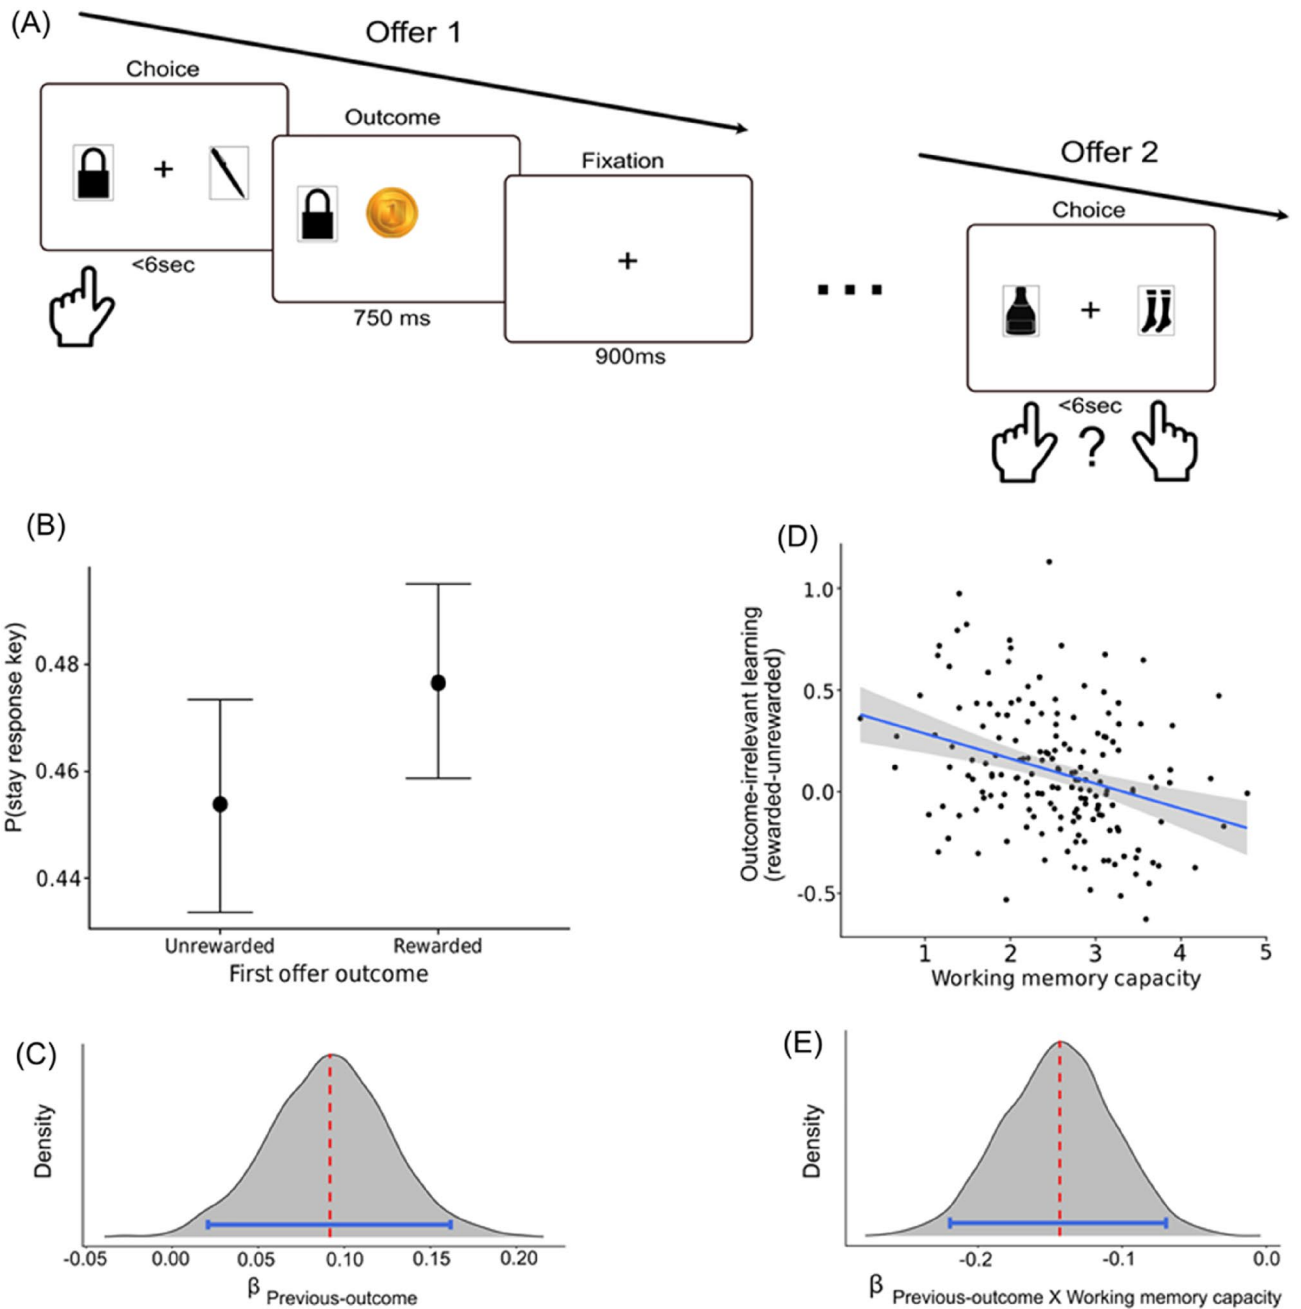 (A)
Offer 1
Choice
Outcome
Fixation
Offer 2
Choice
+
1
+
+
<6sec
750 ms
900ms
...
<6sec
?
(B)
P(stay response key)
0.48
0.46
0.44
Unrewarded
Rewarded
First offer outcome
(D)
Outcome-irrelevant learning
(rewarded-unrewarded)
1.0
0.5
0.0
-0.5
1 2 3 4 5
Working memory capacity
(C)
Density
-0.05 0.00 0.05 0.10 0.15 0.20
β Previous-outcome
(E)
Density
-0.2 -0.1 0.0
β Previous-outcome X Working memory capacity